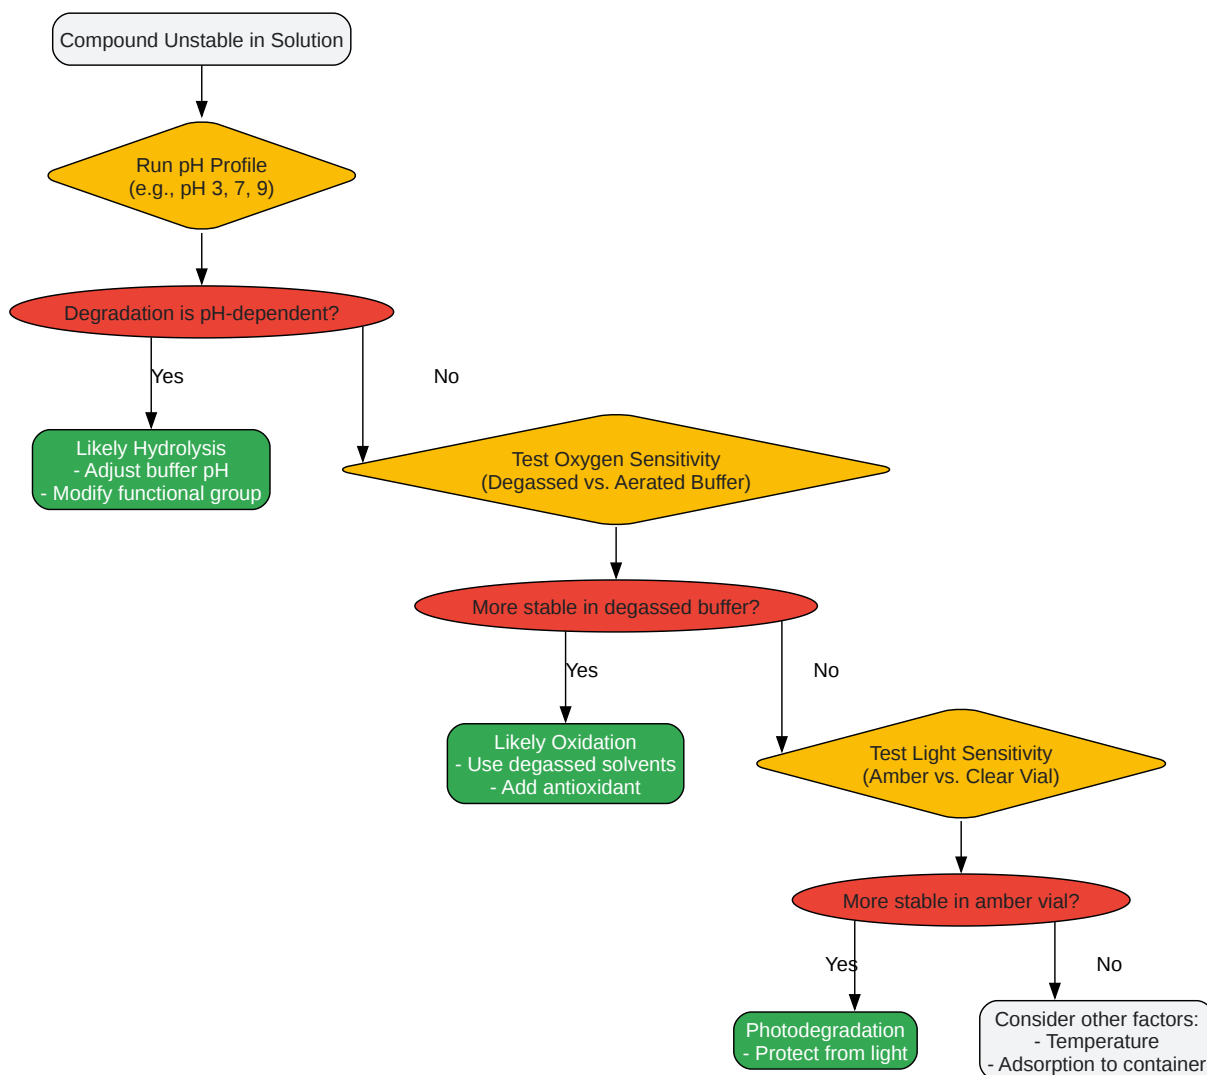 Compound Unstable in Solution
Run pH Profile
(e.g., pH 3, 7, 9)
Degradation is pH-dependent?
Yes
No
Likely Hydrolysis
- Adjust buffer pH
- Modify functional group
Test Oxygen Sensitivity
(Degassed vs. Aerated Buffer)
More stable in degassed buffer?
Yes
No
Likely Oxidation
- Use degassed solvents
- Add antioxidant
Test Light Sensitivity
(Amber vs. Clear Vial)
More stable in amber vial?
Yes
No
Photodegradation
- Protect from light
Consider other factors:
- Temperature
- Adsorption to container